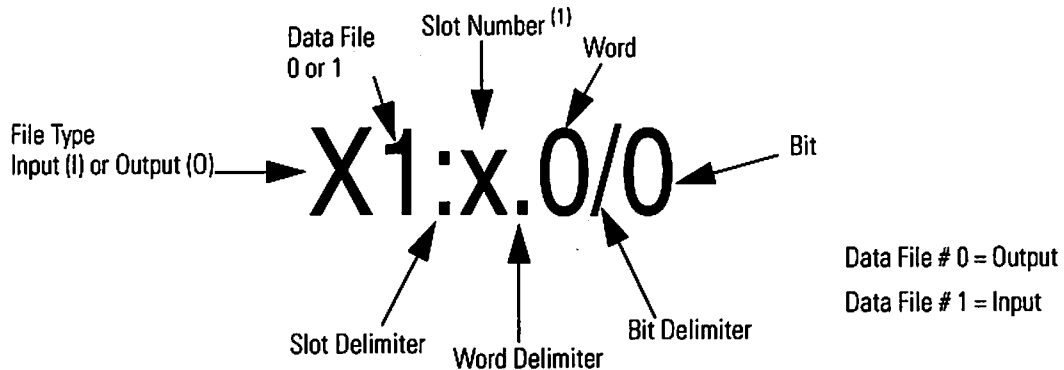 Slot Number (1)
Data File
0 or 1
Word
File Type
Input (I) or Output (O)
X1:x.0/0
Bit
Data File # 0 = Output
Data File # 1 = Input
Slot Delimiter
Word Delimiter
Bit Delimiter